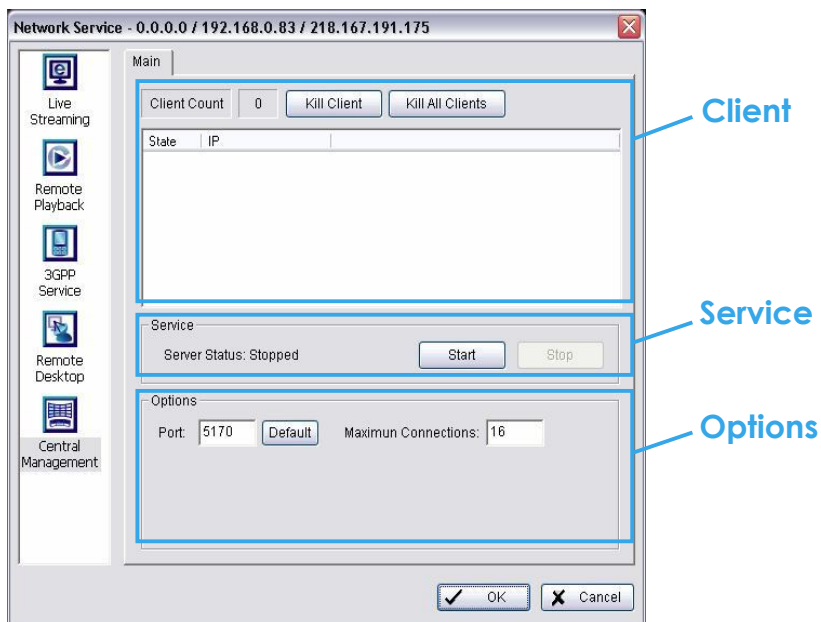 Network Service - 0.0.0.0 / 192.168.0.83 / 218.167.191.175
Live
Streaming
Remote
Playback
3GPP
Service
Remote
Desktop
Central
Management
Main
Client Count 0 Kill Client Kill All Clients
State IP
Service
Server Status: Stopped Start Stop
Options
Port: 5170 Default Maximun Connections: 16
OK Cancel
Client
Service
Options